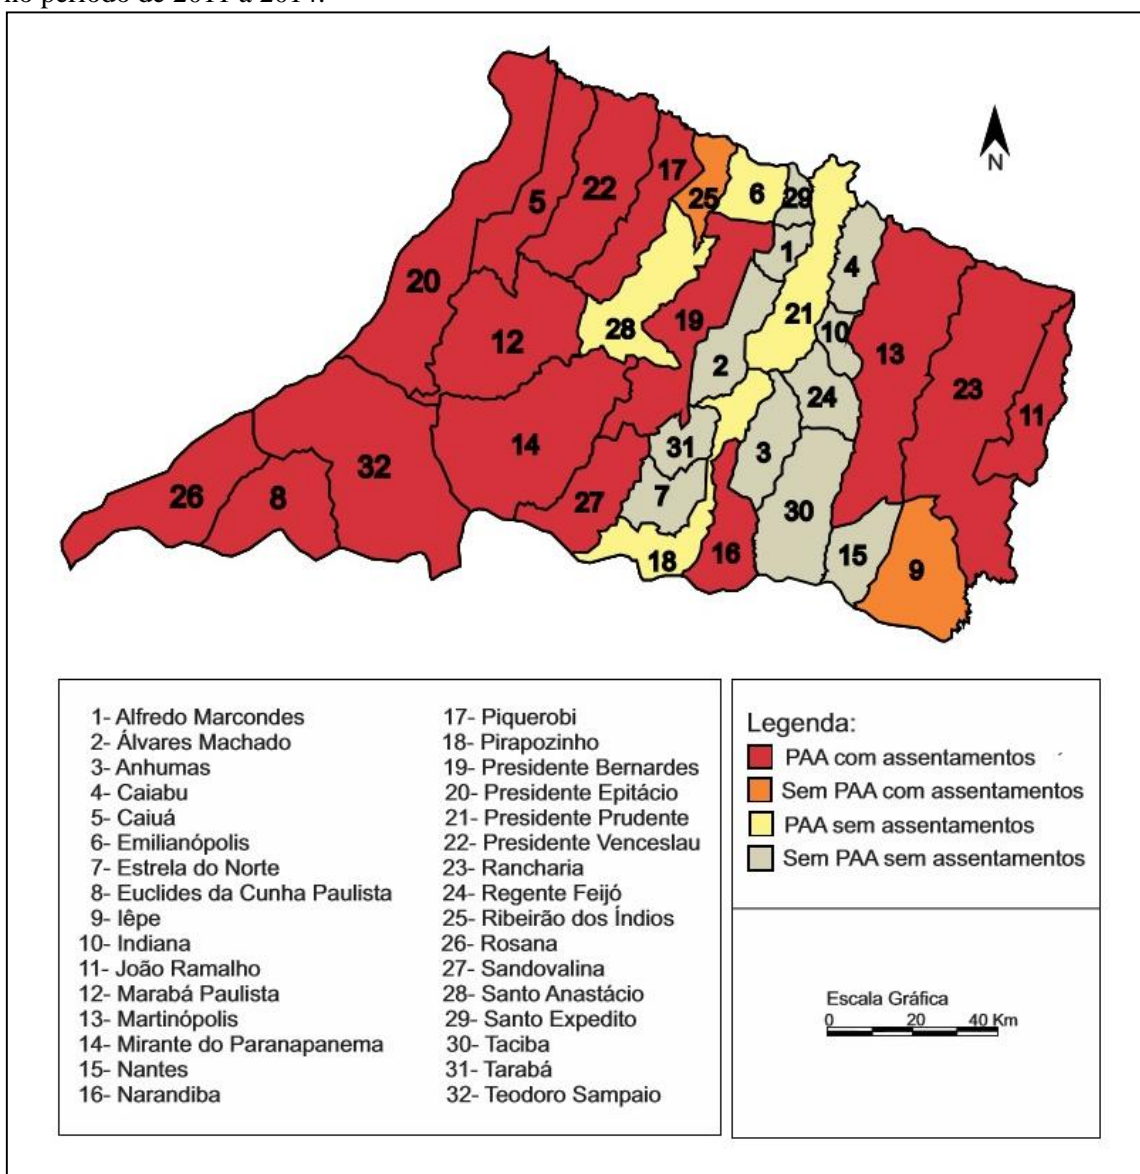 no período de 2011 a 2014.
N
5
22
17
25
6
29
1
4
20
28
19
21
10
12
2
13
24
23
11
14
31
3
32
27
7
30
26
8
18
16
15
9
1- Alfredo Marcondes
2- Álvares Machado
3- Anhumas
4- Caiabu
5- Caiuá
6- Emilianópolis
7- Estrela do Norte
8- Euclides da Cunha Paulista
9- Iêpe
10- Indiana
11- João Ramalho
12- Marabá Paulista
13- Martinópolis
14- Mirante do Paranapanema
15- Nantes
16- Narandiba
17- Piquerobi
18- Pirapozinho
19- Presidente Bernardes
20- Presidente Epitácio
21- Presidente Prudente
22- Presidente Venceslau
23- Rancharia
24- Regente Feijó
25- Ribeirão dos Índios
26- Rosana
27- Sandovalina
28- Santo Anastácio
29- Santo Expedito
30- Taciba
31- Tarabá
32- Teodoro Sampaio
Legenda:
PAA com assentamentos
Sem PAA com assentamentos
PAA sem assentamentos
Sem PAA sem assentamentos
Escala Gráfica
0 20 40 Km